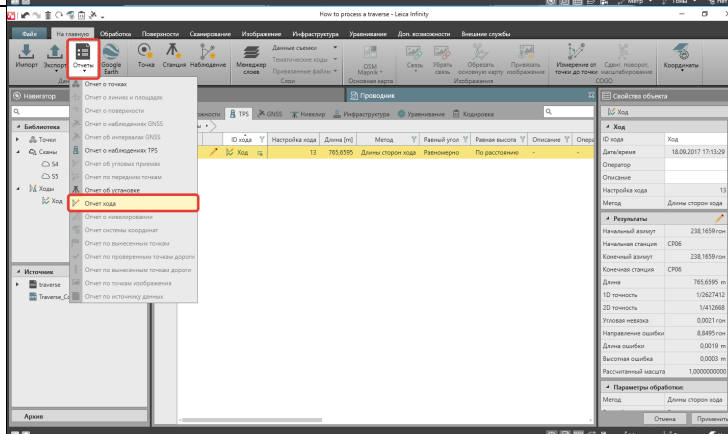 Метр
Тоны
How to process a traverse - Leica Infinity
Файл На главную Обработка Поверхности Сканирование Изображение Инфраструктура Уравнивание Доп. возможности Внешние службы
Импорт Экспорт Отчеты Google Earth Точка Станция Наблюдение Менеджер слоев
Данные съемки
Тематические коды
Привязанные файлы
OSM Mapnik Связь Убрать связь Обрезать основную карту Показать изображение Измерение от точки до точки Сдвиг, поворот, масштабирование Координаты
Слои Основная карта Изображения COGO
Навигатор
Библиотека
Точки
Сканы
S4
S5
Ходы
Ход
Источник
traverse
Traverse_Co
Архив
Отчет о точках
Отчет о линиях и площадях
Отчет о поверхности
Отчет о наблюдениях GNSS
Отчет об интервалах GNSS
Отчет о наблюдениях TPS
Отчет об угловых приемах
Отчет по передним точкам
Отчет об установке
Отчет хода
Отчет о нивелировании
Отчет системы координат
Отчет по вынесенным точкам
Отчет по проверенным точкам дороги
Отчет по вынесенным точкам дороги
Отчет по точкам изображения
Отчет по источнику данных
Проводник
TPS GNSS Нивелир Инфраструктура Уравнивание Кодировка
ID хода Настройка хода Длина [m] Метод Равный угол Равная высота Описание Опера
Ход 13 765,6595 Длины сторон хода Равномерно По расстоянию - -
Свойства объекта
Ход
Ход
ID хода Ход
Дата/время 18.09.2017 17:13:29
Оператор
Описание
Настройка хода 13
Метод Длины сторон хода
Результаты
Начальный азимут 238,1659 гон
Начальная станция CP06
Конечный азимут 238,1659 гон
Конечная станция CP06
Длина 765,6595 m
1D точность 1/2627412
2D точность 1/412668
Угловая невязка 0,0021 гон
Направление ошибки 8,8495 гон
Длина ошибки 0,0019 m
Высотная ошибка 0,0003 m
Рассчитанный масшта 1,0000000000
Параметры обработки:
Метод Длины сторон хода
Отмена Применить